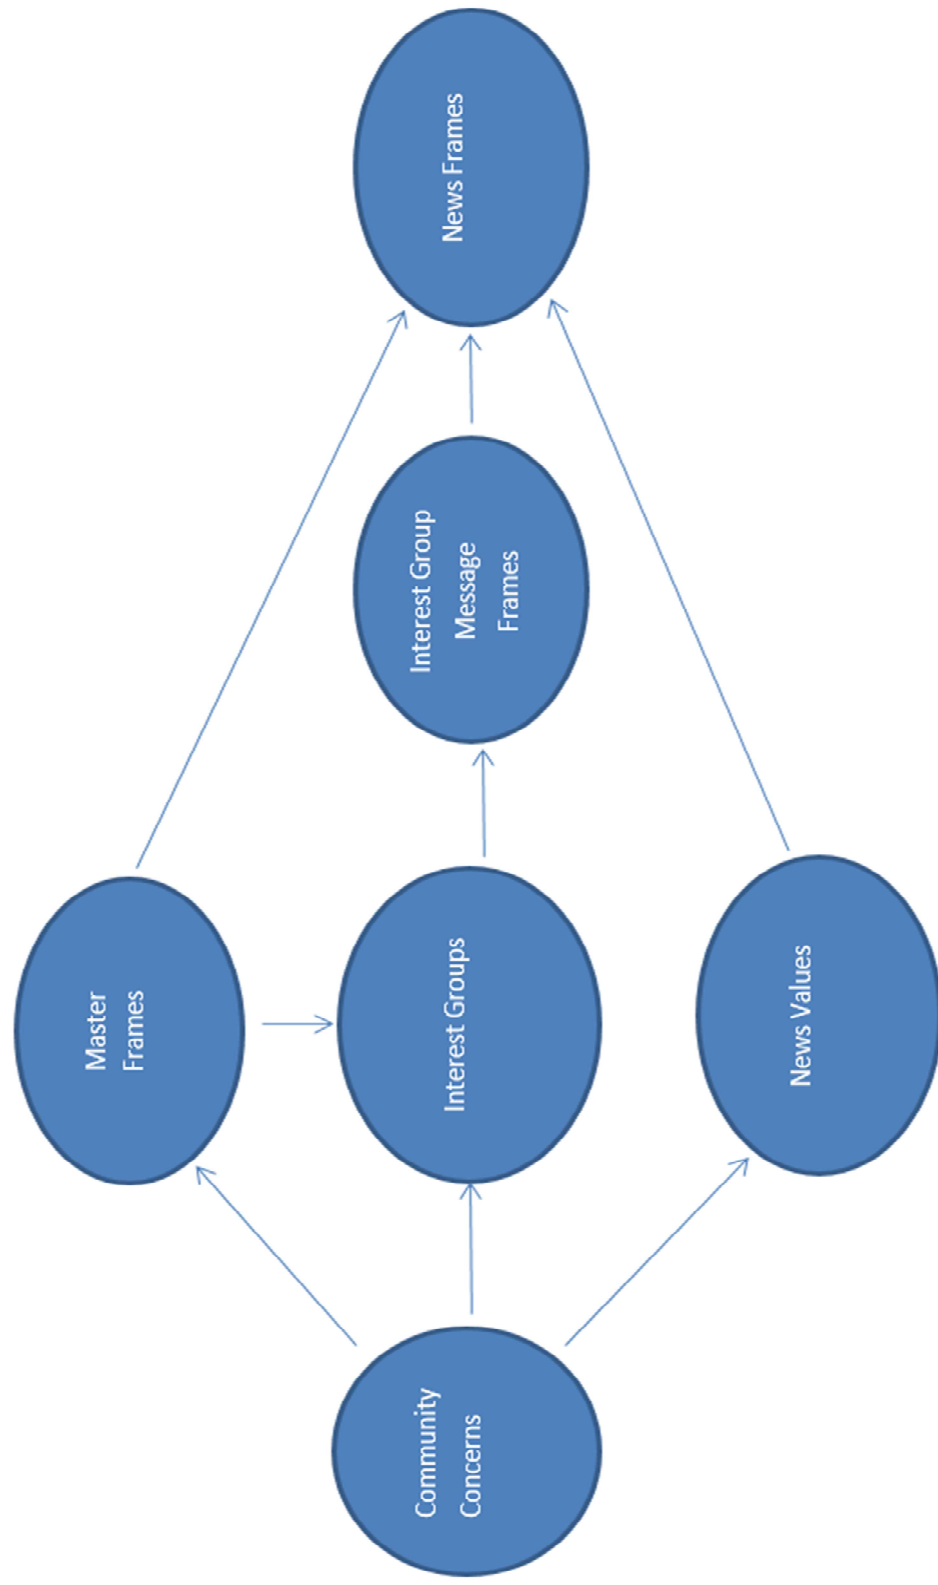 Community
Concerns
Master
Frames
Interest Groups
News Values
Interest Group
Message
Frames
News Frames